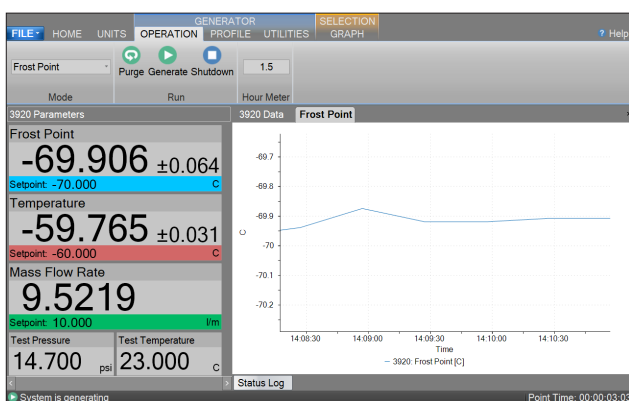 GENERATOR SELECTION
FILE HOME UNITS OPERATION PROFILE UTILITIES GRAPH ? Help
Frost Point
Purge Generate Shutdown
1.5
Mode Run Hour Meter
3920 Parameters
3920 Data Frost Point
Frost Point
-69.906 ±0.064
Setpoint: -70.000 C
Temperature
-59.765 ±0.031
Setpoint: -60.000 C
Mass Flow Rate
9.5219
Setpoint: 10.000 l/m
Test Pressure
14.700 psi
Test Temperature
23.000 C
C
-69.7
-69.8
-69.9
-70
-70.1
-70.2
14:08:30 14:09:00 14:09:30 14:10:00 14:10:30
Time
3920: Frost Point [C]
Status Log
System is generating
Point Time: 00:00:03:03